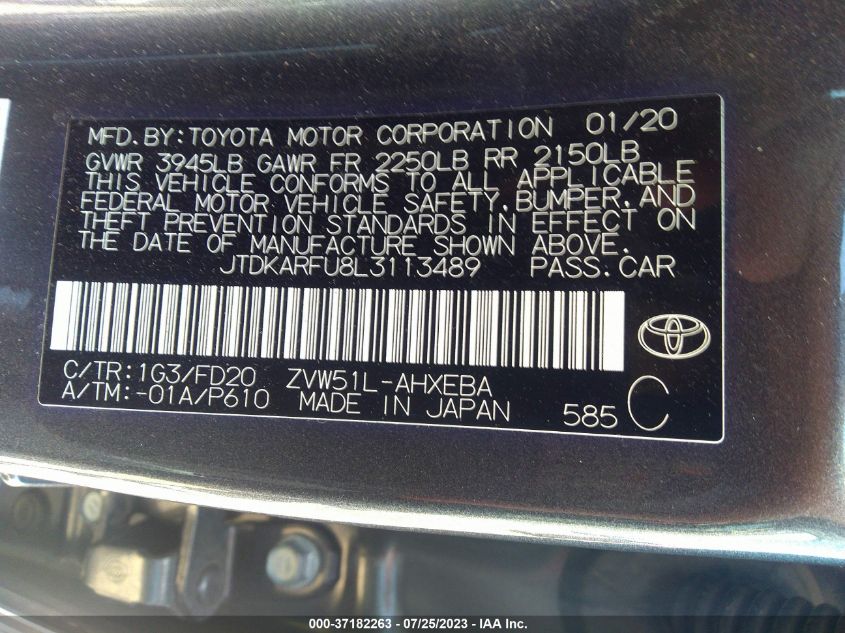 MFD.BY:TOYOTA MOTOR CORPORATION 01/20
GVWR 3945LB GAWR FR 2250LB RR 2150LB
THIS VEHICLE CONFORMS TO ALL APPLICABLE
FEDERAL MOTOR VEHICLE SAFETY, BUMPER, AND
THEFT PREVENTION STANDARDS IN EFFECT ON
THE DATE OF MANUFACTURE SHOWN ABOVE.
JTDKARFU8L3113489 PASS.CAR
C/TR:1G3/FD20 ZVW51L-AHXEBA
A/TM:-01A/P610 MADE IN JAPAN 585 C
000-37182263 - 07/25/2023 - IAA Inc.